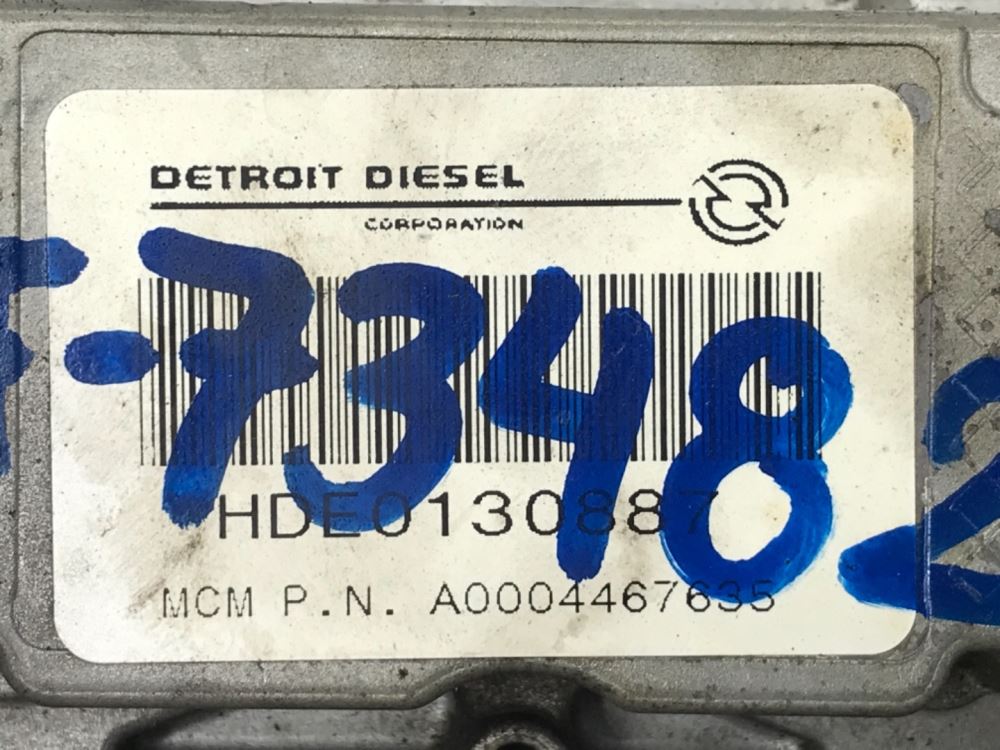 DETROIT DIESEL
CORPORATION
-7348
HDE0130887
MCM P.N. A0004467635